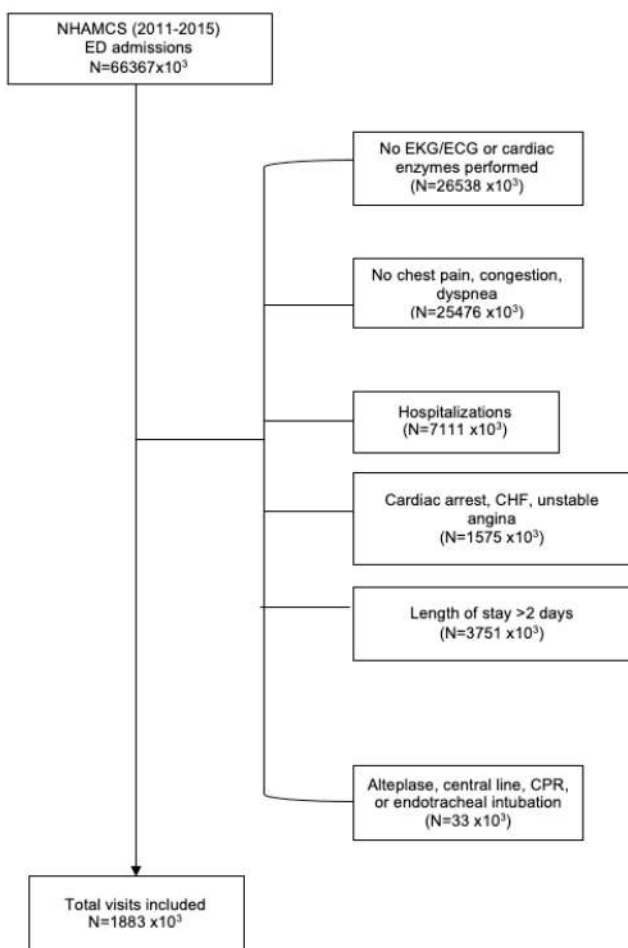 NHAMCS (2011-2015)
ED admissions
N=66367x10³
No EKG/ECG or cardiac
enzymes performed
(N=26538 x10³)
No chest pain, congestion,
dyspnea
(N=25476 x10³)
Hospitalizations
(N=7111 x10³)
Cardiac arrest, CHF, unstable
angina
(N=1575 x10³)
Length of stay >2 days
(N=3751 x10³)
Alteplase, central line, CPR,
or endotracheal intubation
(N=33 x10³)
Total visits included
N=1883 x10³